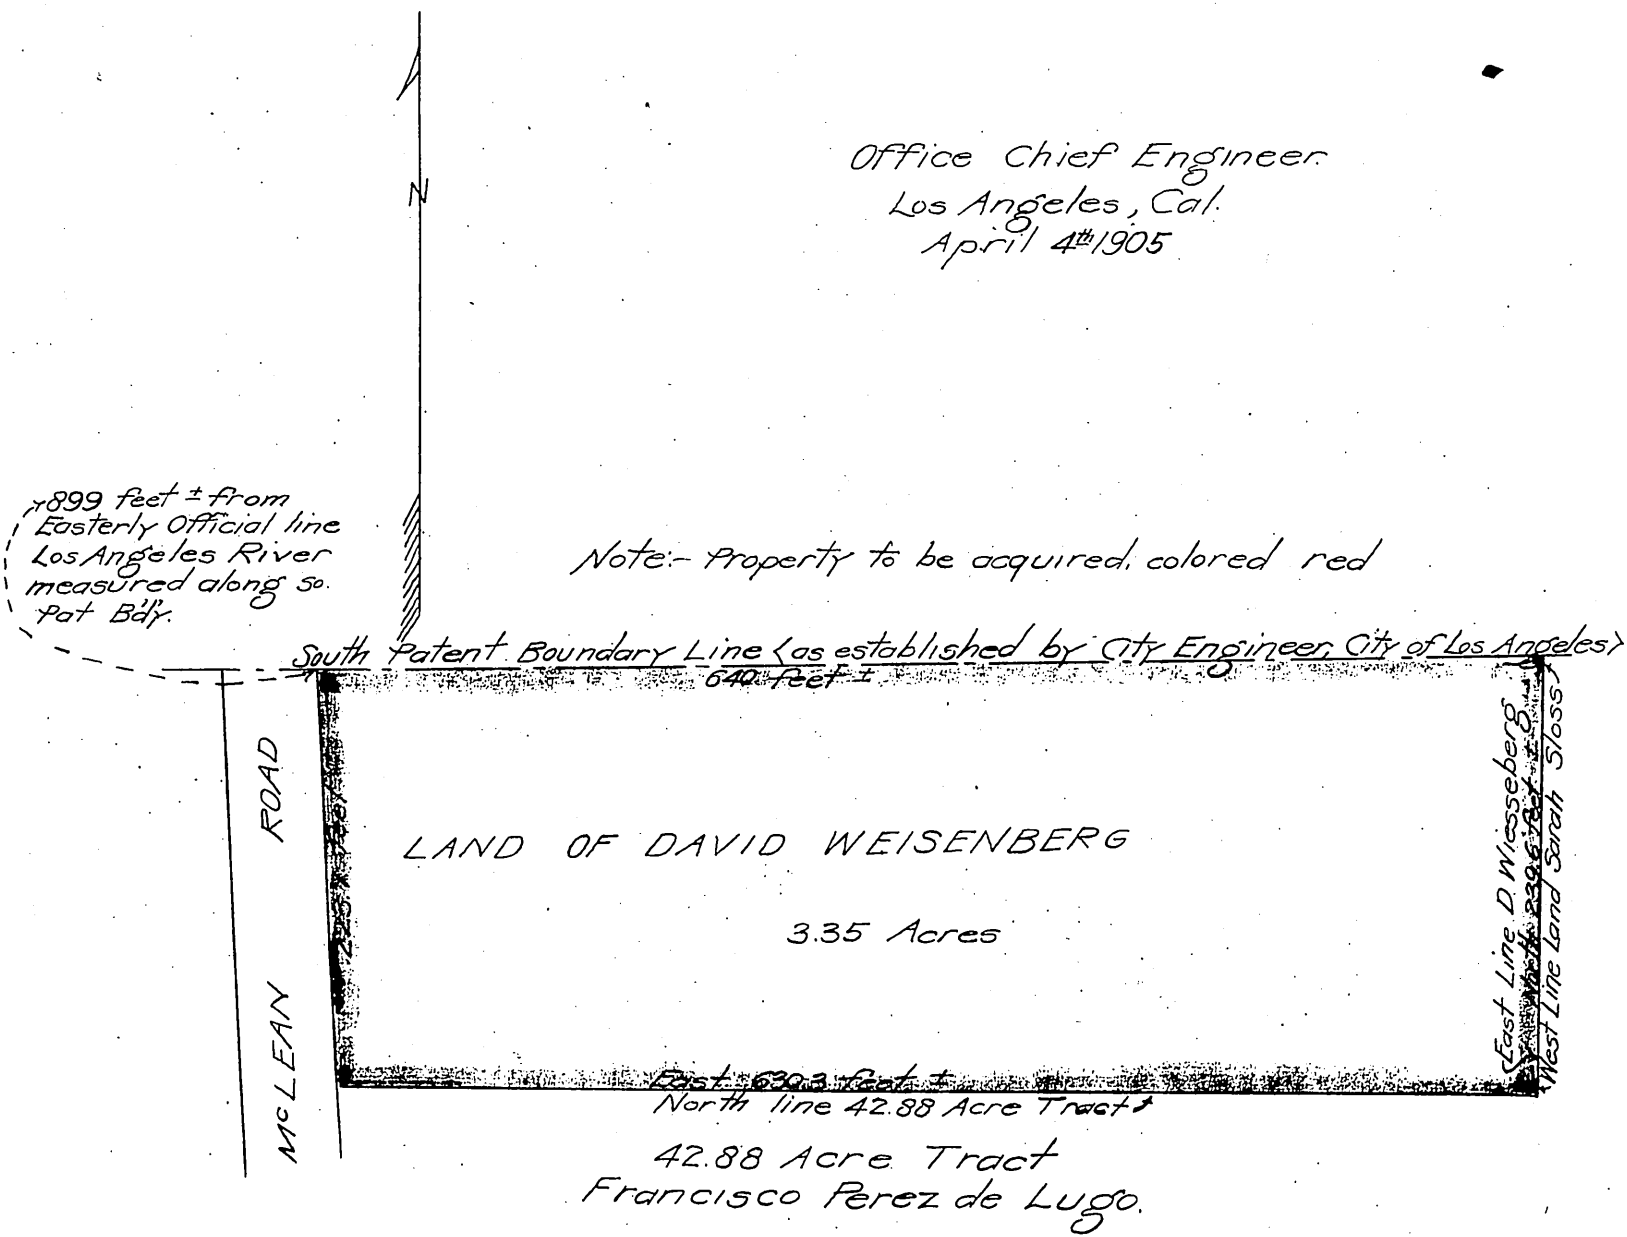 N
Office Chief Engineer.
Los Angeles, Cal.
April 4th 1905
899 feet ± from
Easterly Official line
Los Angeles River
measured along so.
Pat B'd'y.
Note:- Property to be acquired, colored red
South Patent Boundary Line (as established by City Engineer, City of Los Angeles)
640 feet ±
ROAD
McLEAN
LAND OF DAVID WEISENBERG
3.35 Acres
East Line D. Wiesseberg
North 239.6 feet ±
West Line Land Sarah Sloss
East 630.3 feet ±
North line 42.88 Acre Tract
42.88 Acre Tract
Francisco Perez de Lugo.